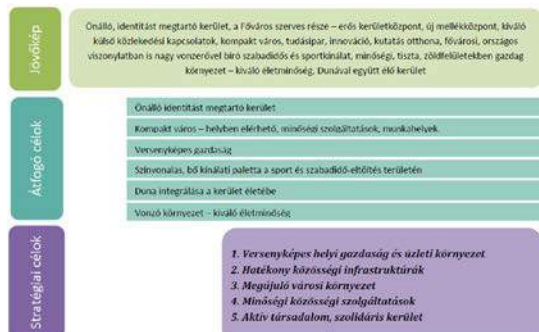 Jövőkép
Önálló, identitást megtartó kerület, a Főváros szerves része – erős kerületközpont, új mellékközpont, kiváló
külső közlekedési kapcsolatok, kompakt város, tudásipar, innováció, kutatás otthona, fővárosi, országos
viszonylatban is nagy vonzerővel bíró szabadidős és sportkínálat, minőségi, tiszta, zöldfelületekben gazdag
környezet – kiváló életminőség, Dunával együtt élő kerület
Átfogó célok
Önálló identitást megtartó kerület
Kompakt város – helyben elérhető, minőségi szolgáltatások, munkahelyek.
Versenyképes gazdaság
Színvonalas, bő kínálati paletta a sport és szabadidő-eltöltés területén
Duna integrálása a kerület életébe
Vonzó környezet – kiváló életminőség
Stratégiai célok
1. Versenyképes helyi gazdaság és üzleti környezet
2. Hatékony közösségi infrastruktúrák
3. Megújuló városi környezet
4. Minőségi közösségi szolgáltatások
5. Aktív társadalom, szolidáris kerület